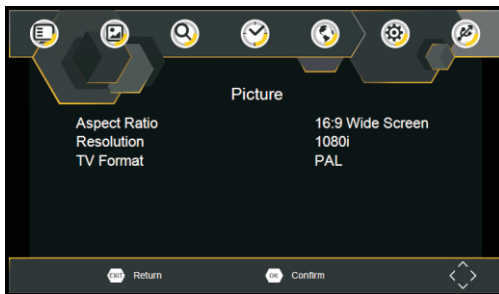 Picture
Aspect Ratio 16:9 Wide Screen
Resolution 1080i
TV Format PAL
EXIT Return OK Confirm